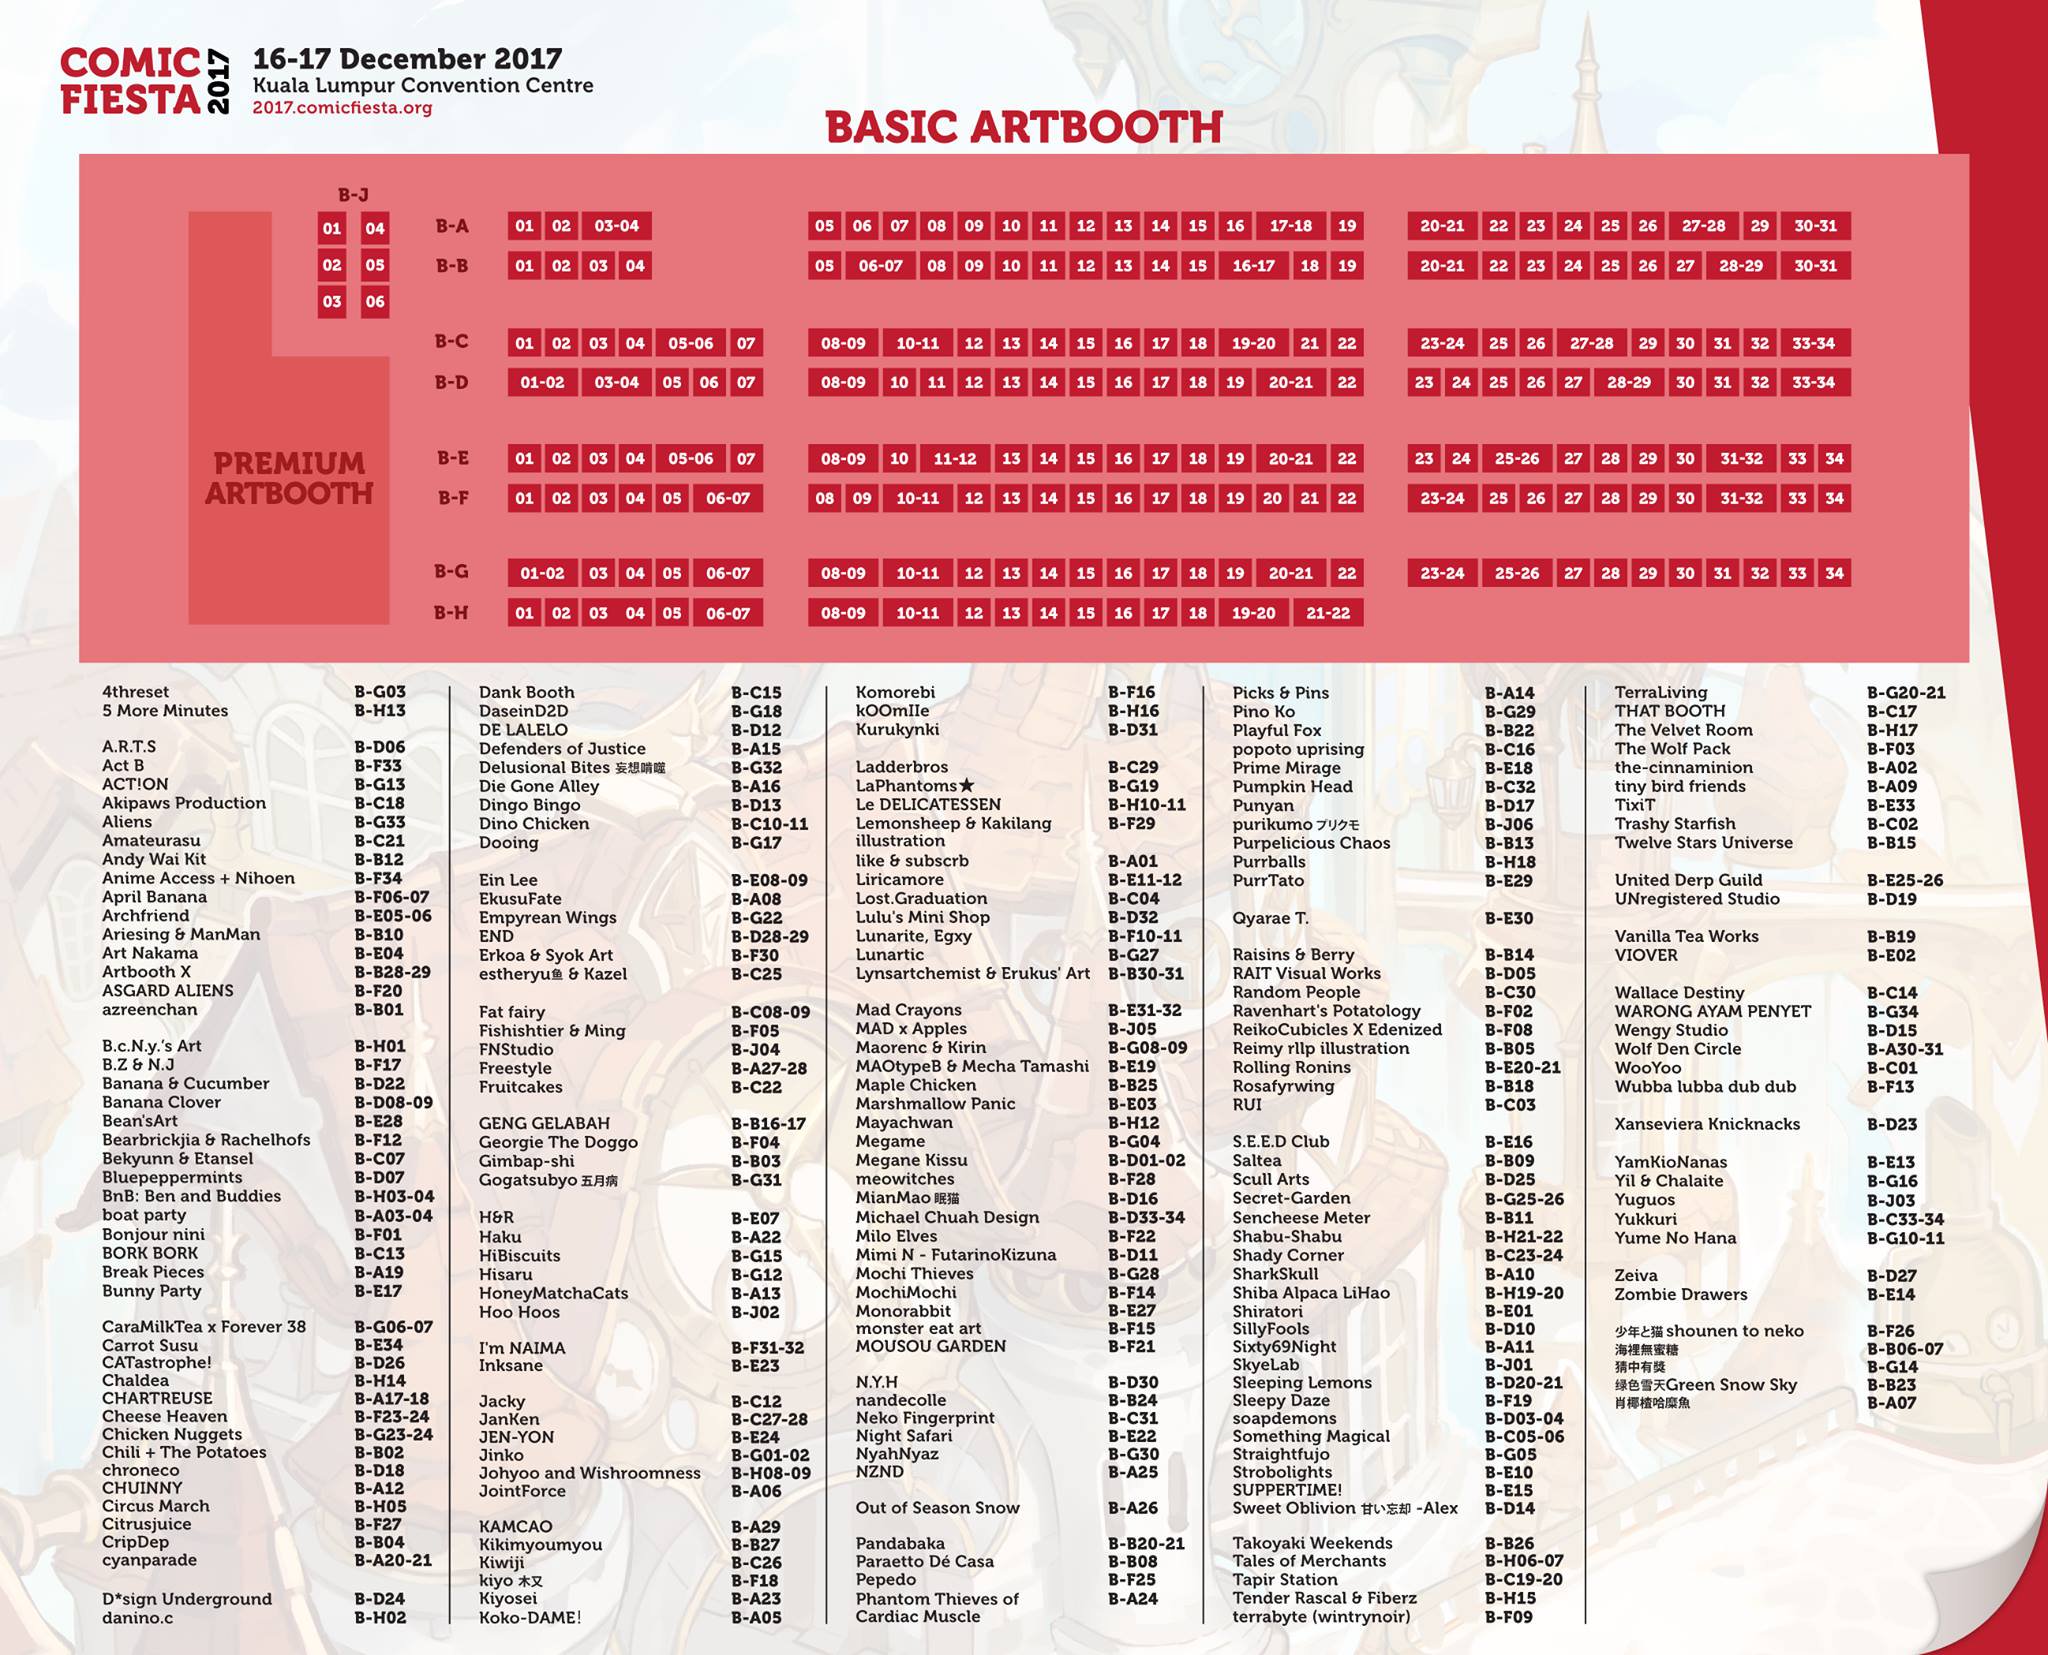 COMIC FIESTA 2017
16-17 December 2017
Kuala Lumpur Convention Centre
2017.comicfiesta.org
BASIC ARTBOOTH
B-J
01 04
02 05
03 06
PREMIUM
ARTBOOTH
B-A 01 02 03-04 05 06 07 08 09 10 11 12 13 14 15 16 17-18 19 20-21 22 23 24 25 26 27-28 29 30-31
B-B 01 02 03 04 05 06-07 08 09 10 11 12 13 14 15 16-17 18 19 20-21 22 23 24 25 26 27 28-29 30-31
B-C 01 02 03 04 05-06 07 08-09 10-11 12 13 14 15 16 17 18 19-20 21 22 23-24 25 26 27-28 29 30 31 32 33-34
B-D 01-02 03-04 05 06 07 08-09 10 11 12 13 14 15 16 17 18 19 20-21 22 23 24 25 26 27 28-29 30 31 32 33-34
B-E 01 02 03 04 05-06 07 08-09 10 11-12 13 14 15 16 17 18 19 20-21 22 23 24 25-26 27 28 29 30 31-32 33 34
B-F 01 02 03 04 05 06-07 08 09 10-11 12 13 14 15 16 17 18 19 20 21 22 23-24 25 26 27 28 29 30 31-32 33 34
B-G 01-02 03 04 05 06-07 08-09 10-11 12 13 14 15 16 17 18 19 20-21 22 23-24 25-26 27 28 29 30 31 32 33 34
B-H 01 02 03 04 05 06-07 08-09 10-11 12 13 14 15 16 17 18 19-20 21-22
4threset B-G03
5 More Minutes B-H13
A.R.T.S B-D06
Act B B-F33
ACT!ON B-G13
Akipaws Production B-C18
Aliens B-G33
Amateurasu B-C21
Andy Wai Kit B-B12
Anime Access + Nihoen B-F34
April Banana B-F06-07
Archfriend B-E05-06
Ariesing & ManMan B-B10
Art Nakama B-E04
Artbooth X B-B28-29
ASGARD ALIENS B-F20
azreenchan B-B01
B.c.N.y.'s Art B-H01
B.Z & N.J B-F17
Banana & Cucumber B-D22
Banana Clover B-D08-09
Bean'sArt B-E28
Bearbrickjia & Rachelhofs B-F12
Bekyunn & Etansel B-C07
Bluepeppermints B-D07
BnB: Ben and Buddies B-H03-04
boat party B-A03-04
Bonjour nini B-F01
BORK BORK B-C13
Break Pieces B-A19
Bunny Party B-E17
CaraMilkTea x Forever 38 B-G06-07
Carrot Susu B-E34
CATastrophe! B-D26
Chaldea B-H14
CHARTREUSE B-A17-18
Cheese Heaven B-F23-24
Chicken Nuggets B-G23-24
Chili + The Potatoes B-B02
chroneco B-D18
CHUINNY B-A12
Circus March B-H05
Citrusjuice B-F27
CripDep B-B04
cyanparade B-A20-21
D*sign Underground B-D24
danino.c B-H02
Dank Booth B-C15
DaseinD2D B-G18
DE LALELO B-D12
Defenders of Justice B-A15
Delusional Bites 妄想啃噬 B-G32
Die Gone Alley B-A16
Dingo Bingo B-D13
Dino Chicken B-C10-11
Dooing B-G17
Ein Lee B-E08-09
EkusuFate B-A08
Empyrean Wings B-G22
END B-D28-29
Erkoa & Syok Art B-F30
estheryu鱼 & Kazel B-C25
Fat fairy B-C08-09
Fishishtier & Ming B-F05
FNStudio B-J04
Freestyle B-A27-28
Fruitcakes B-C22
GENG GELABAH B-B16-17
Georgie The Doggo B-F04
Gimbap-shi B-B03
Gogatsubyo 五月病 B-G31
H&R B-E07
Haku B-A22
HiBiscuits B-G15
Hisaru B-G12
HoneyMatchaCats B-A13
Hoo Hoos B-J02
I'm NAIMA B-F31-32
Inksane B-E23
Jacky B-C12
JanKen B-C27-28
JEN-YON B-E24
Jinko B-G01-02
Johyoo and Wishroomness B-H08-09
JointForce B-A06
KAMCAO B-A29
Kikimyoumyou B-B27
Kiwiji B-C26
kiyo 木又 B-F18
Kiyosei B-A23
Koko-DAME! B-A05
Komorebi B-F16
kOOmIIe B-H16
Kurukynki B-D31
Ladderbros B-C29
LaPhantoms★ B-G19
Le DELICATESSEN B-H10-11
Lemonsheep & Kakilang B-F29
illustration
like & subscrb B-A01
Liricamore B-E11-12
Lost.Graduation B-C04
Lulu's Mini Shop B-D32
Lunarite, Egxy B-F10-11
Lunartic B-G27
Lynsartchemist & Erukus' Art B-B30-31
Mad Crayons B-E31-32
MAD x Apples B-J05
Maorenc & Kirin B-G08-09
MAOtypeB & Mecha Tamashi B-E19
Maple Chicken B-B25
Marshmallow Panic B-E03
Mayachwan B-H12
Megame B-G04
Megane Kissu B-D01-02
meowitches B-F28
MianMao 眠猫 B-D16
Michael Chuah Design B-D33-34
Milo Elves B-F22
Mimi N - FutarinoKizuna B-D11
Mochi Thieves B-G28
MochiMochi B-F14
Monorabbit B-E27
monster eat art B-F15
MOUSOU GARDEN B-F21
N.Y.H B-D30
nandecolle B-B24
Neko Fingerprint B-C31
Night Safari B-E22
NyahNyaz B-G30
NZND B-A25
Out of Season Snow B-A26
Pandabaka B-B20-21
Paraetto Dé Casa B-B08
Pepedo B-F25
Phantom Thieves of B-A24
Cardiac Muscle
Picks & Pins B-A14
Pino Ko B-G29
Playful Fox B-B22
popoto uprising B-C16
Prime Mirage B-E18
Pumpkin Head B-C32
Punyan B-D17
purikumo プリクモ B-J06
Purpelicious Chaos B-B13
Purrballs B-H18
PurrTato B-E29
Qyarae T. B-E30
Raisins & Berry B-B14
RAIT Visual Works B-D05
Random People B-C30
Ravenhart's Potatology B-F02
ReikoCubicles X Edenized B-F08
Reimy rllp illustration B-B05
Rolling Ronins B-E20-21
Rosafyrwing B-B18
RUI B-C03
S.E.E.D Club B-E16
Saltea B-B09
Scull Arts B-D25
Secret-Garden B-G25-26
Sencheese Meter B-B11
Shabu-Shabu B-H21-22
Shady Corner B-C23-24
SharkSkull B-A10
Shiba Alpaca LiHao B-H19-20
Shiratori B-E01
SillyFools B-D10
Sixty69Night B-A11
SkyeLab B-J01
Sleeping Lemons B-D20-21
Sleepy Daze B-F19
soapdemons B-D03-04
Something Magical B-C05-06
Straightfujo B-G05
Strobolights B-E10
SUPPERTIME! B-E15
Sweet Oblivion 甘い忘却 -Alex B-D14
Takoyaki Weekends B-B26
Tales of Merchants B-H06-07
Tapir Station B-C19-20
Tender Rascal & Fiberz B-H15
terrabyte (wintrynoir) B-F09
TerraLiving B-G20-21
THAT BOOTH B-C17
The Velvet Room B-H17
The Wolf Pack B-F03
the-cinnaminion B-A02
tiny bird friends B-A09
TixiT B-E33
Trashy Starfish B-C02
Twelve Stars Universe B-B15
United Derp Guild B-E25-26
UNregistered Studio B-D19
Vanilla Tea Works B-B19
VIOVER B-E02
Wallace Destiny B-C14
WARONG AYAM PENYET B-G34
Wengy Studio B-D15
Wolf Den Circle B-A30-31
WooYoo B-C01
Wubba lubba dub dub B-F13
Xanseviera Knicknacks B-D23
YamKioNanas B-E13
Yil & Chalaite B-G16
Yuguos B-J03
Yukkuri B-C33-34
Yume No Hana B-G10-11
Zeiva B-D27
Zombie Drawers B-E14
少年と猫 shounen to neko B-F26
海裡無蜜糖 B-B06-07
猜中有獎 B-G14
绿色雪天Green Snow Sky B-B23
肖椰楂哈糜魚 B-A07